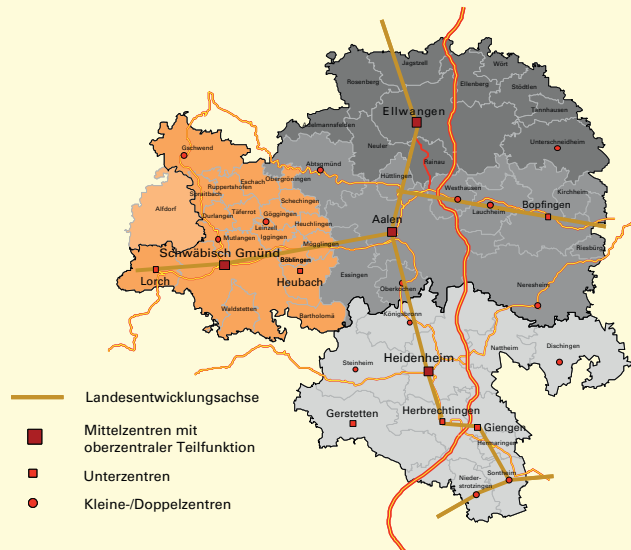 Jagstzell
Wört
Rosenberg
Ellenberg
Stödtlen
Tannhausen
Ellwangen
Adelmannsfelden
Unterschneidheim
Neuler
Rainau
Gschwend
Abtsgmünd
Hüttlingen
Eschach
Obergröningen
Ruppertshofen
Spraitbach
Westhausen
Kirchheim
Schechingen
Lauchheim
Bopfingen
Alfdorf
Täferrot
Göggingen
Durlangen
Leinzell
Heuchlingen
Aalen
Mutlangen
Iggingen
Mögglingen
Riesbürg
Schwäbisch Gmünd
Böblingen
Lorch
Heubach
Essingen
Oberkochen
Neresheim
Waldstetten
Bartholomä
Königsbronn
Nattheim
Diachingen
Heidenheim
Steinheim
Landesentwicklungsachse
Gerstetten
Herbrechtingen
Giengen
Mittelzentren mit
oberzentraler Teilfunktion
Hermaringen
Unterzentren
Sontheim
Nieder-
atrotzingen
Kleine-/Doppelzentren